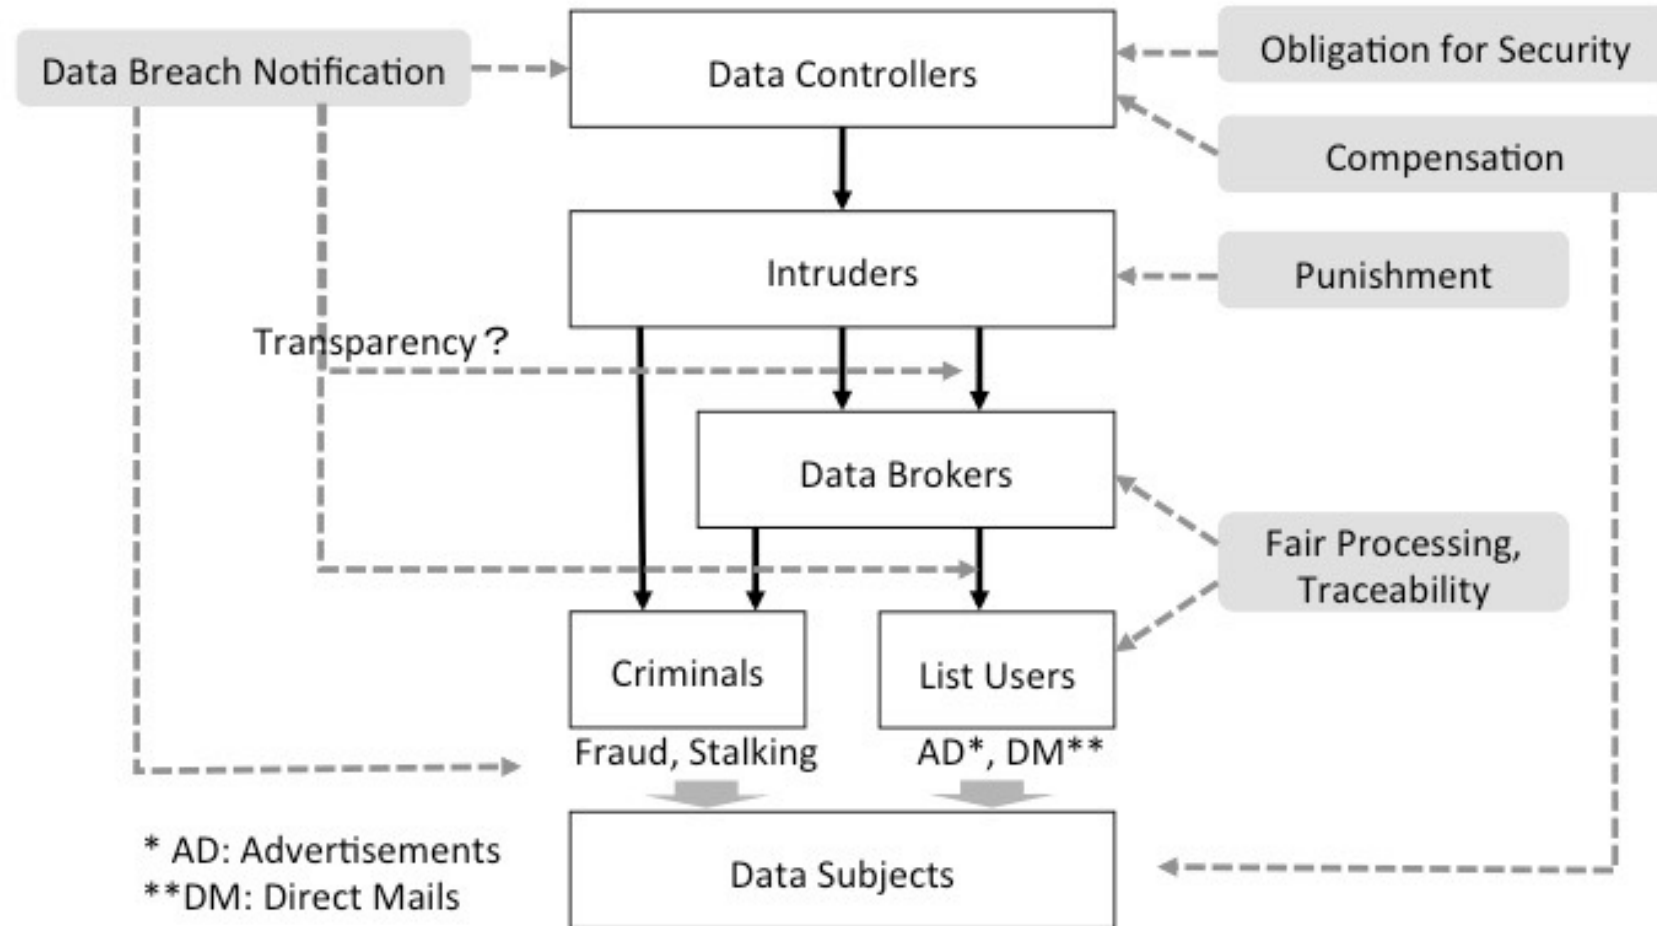 Data Breach Notification
Data Controllers
Obligation for Security
Compensation
Intruders
Punishment
Transparency？
Data Brokers
Fair Processing,
Traceability
Criminals
List Users
Fraud, Stalking
AD*, DM**
* AD: Advertisements
**DM: Direct Mails
Data Subjects